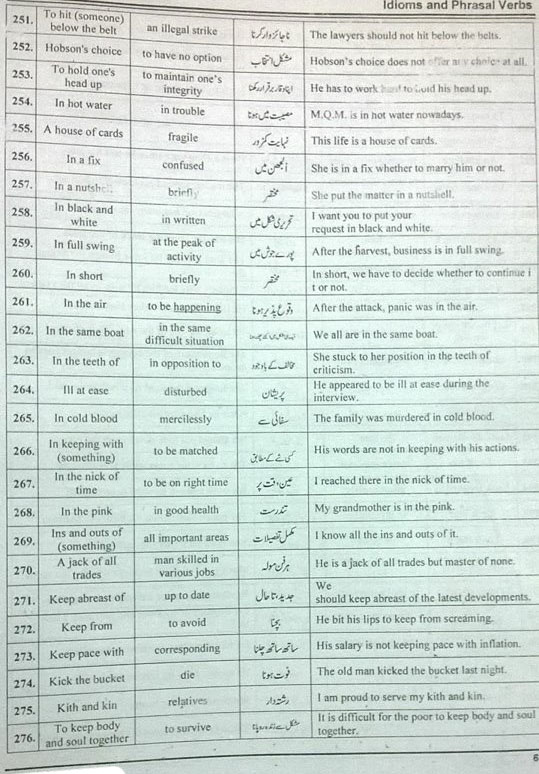 Idioms and Phrasal Verbs
251. To hit (someone) below the belt an illegal strike ناجائز وار کرنا The lawyers should not hit below the belts.
252. Hobson's choice to have no option مشکل انتخاب Hobson's choice does not offer any choice at all.
253. To hold one's head up to maintain one's integrity اپنا وقار برقرار رکھنا He has to work hard to hold his head up.
254. In hot water in trouble مصیبت میں ہونا M.Q.M. is in hot water nowadays.
255. A house of cards fragile نہایت کمزور This life is a house of cards.
256. In a fix confused الجھن میں She is in a fix whether to marry him or not.
257. In a nutshell briefly مختصر She put the matter in a nutshell.
258. In black and white in written تحریری شکل میں I want you to put your
request in black and white.
259. In full swing at the peak of activity پورے جوش میں After the harvest, business is in full swing.
260. In short briefly مختصر In short, we have to decide whether to continue i
t or not.
261. In the air to be happening وقوع پذیر ہونا After the attack, panic was in the air.
262. In the same boat in the same difficult situation We all are in the same boat.
263. In the teeth of in opposition to مخالفت کے باوجود She stuck to her position in the teeth of
criticism.
264. Ill at ease disturbed پریشان He appeared to be ill at ease during the
interview.
265. In cold blood mercilessly سفاکی سے The family was murdered in cold blood.
266. In keeping with (something) to be matched کسی شے کے مطابق His words are not in keeping with his actions.
267. In the nick of time to be on right time عین وقت پر I reached there in the nick of time.
268. In the pink in good health تندرست My grandmother is in the pink.
269. Ins and outs of (something) all important areas مکمل تفصیلات I know all the ins and outs of it.
270. A jack of all trades man skilled in various jobs ہر فن مولہ He is a jack of all trades but master of none.
271. Keep abreast of up to date جدید، تا حال We
should keep abreast of the latest developments.
272. Keep from to avoid بچنا He bit his lips to keep from screaming.
273. Keep pace with corresponding ساتھ ساتھ چلنا His salary is not keeping pace with inflation.
274. Kick the bucket die فوت ہونا The old man kicked the bucket last night.
275. Kith and kin relatives رشتہ دار I am proud to serve my kith and kin.
276. To keep body and soul together to survive مشکل سے زندہ رہ پانا It is difficult for the poor to keep body and soul
together.
6